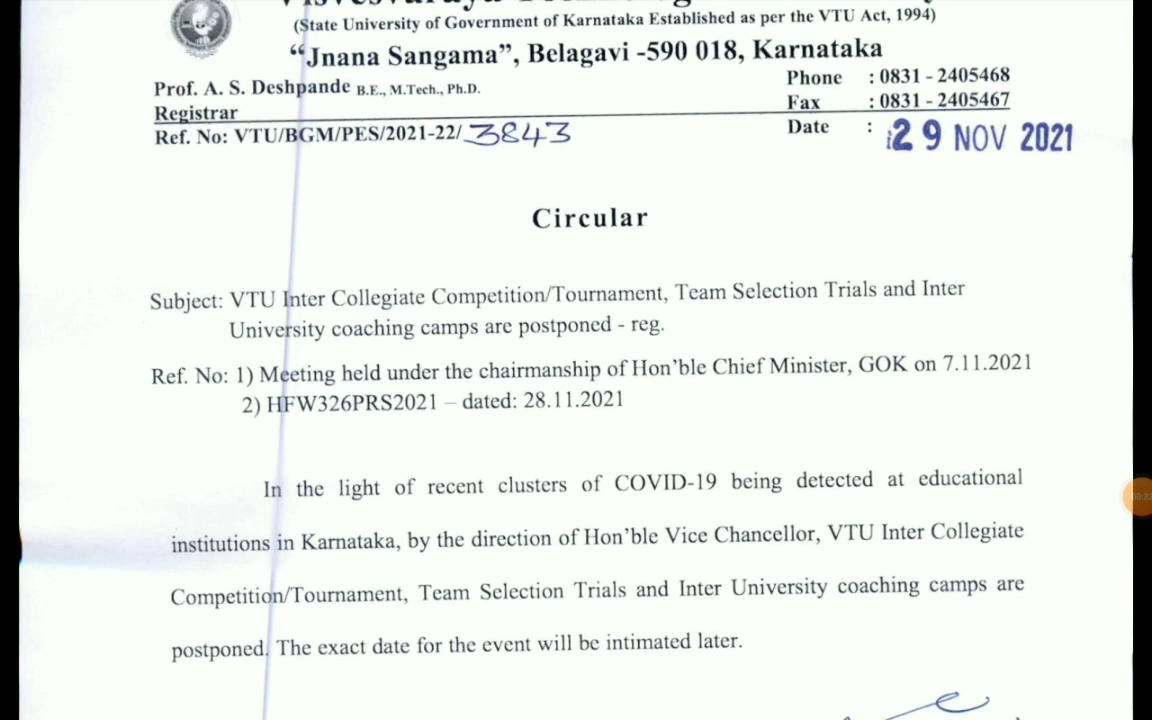 (State University of Government of Karnataka Established as per the VTU Act, 1994)
“Jnana Sangama”, Belagavi -590 018, Karnataka
Prof. A. S. Deshpande B.E., M.Tech., Ph.D.
Registrar
Phone : 0831 - 2405468
Fax : 0831 - 2405467
Ref. No: VTU/BGM/PES/2021-22/ 3843
Date : 29 NOV 2021
Circular
Subject: VTU Inter Collegiate Competition/Tournament, Team Selection Trials and Inter
University coaching camps are postponed - reg.
Ref. No: 1) Meeting held under the chairmanship of Hon’ble Chief Minister, GOK on 7.11.2021
2) HFW326PRS2021 – dated: 28.11.2021
In the light of recent clusters of COVID-19 being detected at educational
institutions in Karnataka, by the direction of Hon’ble Vice Chancellor, VTU Inter Collegiate
Competition/Tournament, Team Selection Trials and Inter University coaching camps are
postponed. The exact date for the event will be intimated later.